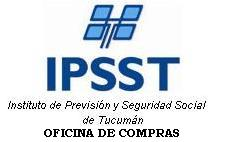 IPSST
Instituto de Previsión y Seguridad Social
de Tucumán
OFICINA DE COMPRAS